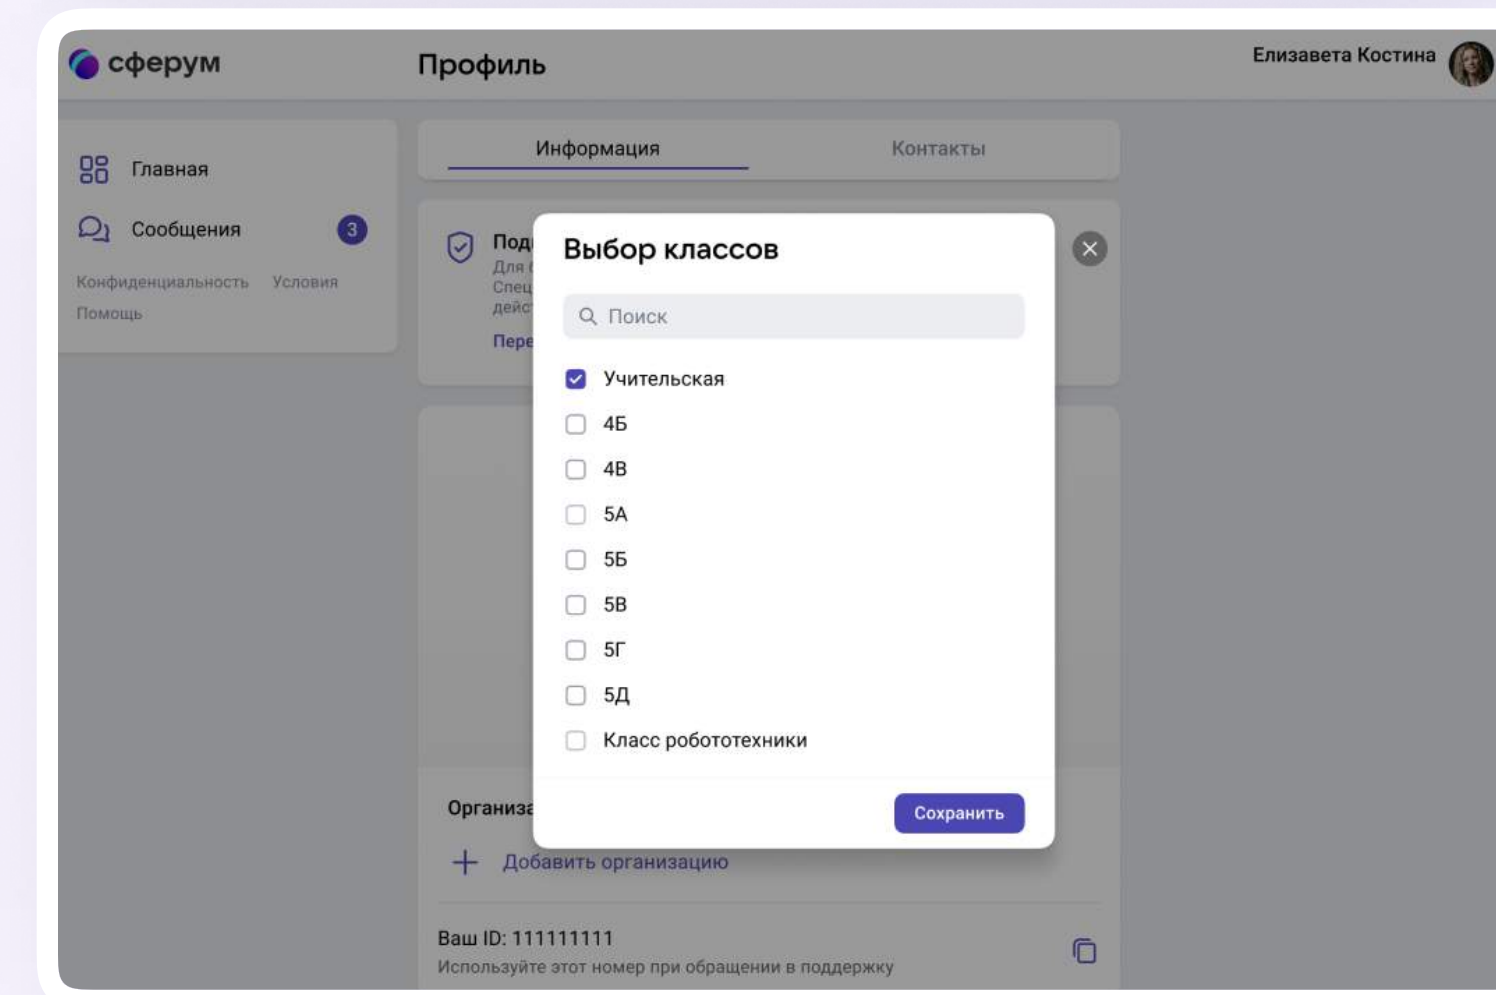 сферум
Профиль
Елизавета Костина
Главная
Сообщения 3
Конфиденциальность Условия
Помощь
Информация Контакты
Для
Выбор классов
Поиск
Учительская
4Б
4В
5А
5Б
5В
5Г
5Д
Класс робототехники
Сохранить
Добавить организацию
Ваш ID: 111111111
Используйте этот номер при обращении в поддержку